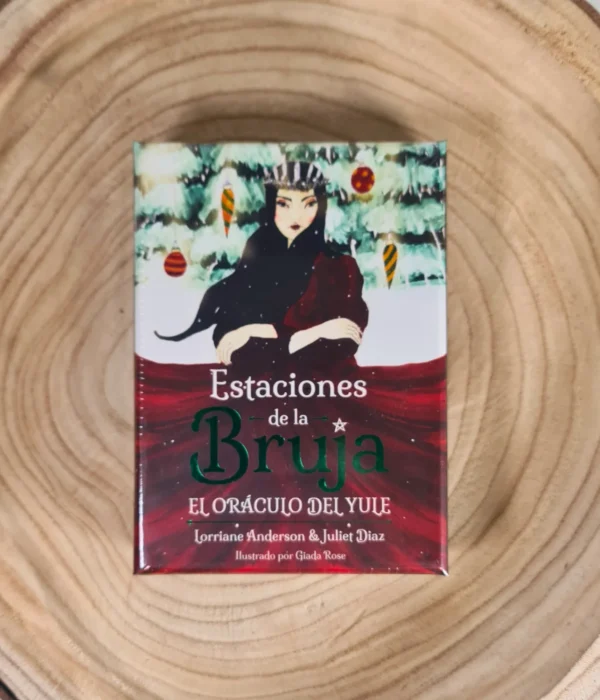 Estaciones
de la
Bruja
EL ORÁCULO DEL YULE
Lorriane Anderson & Juliet Diaz
Ilustrado por Giada Rose